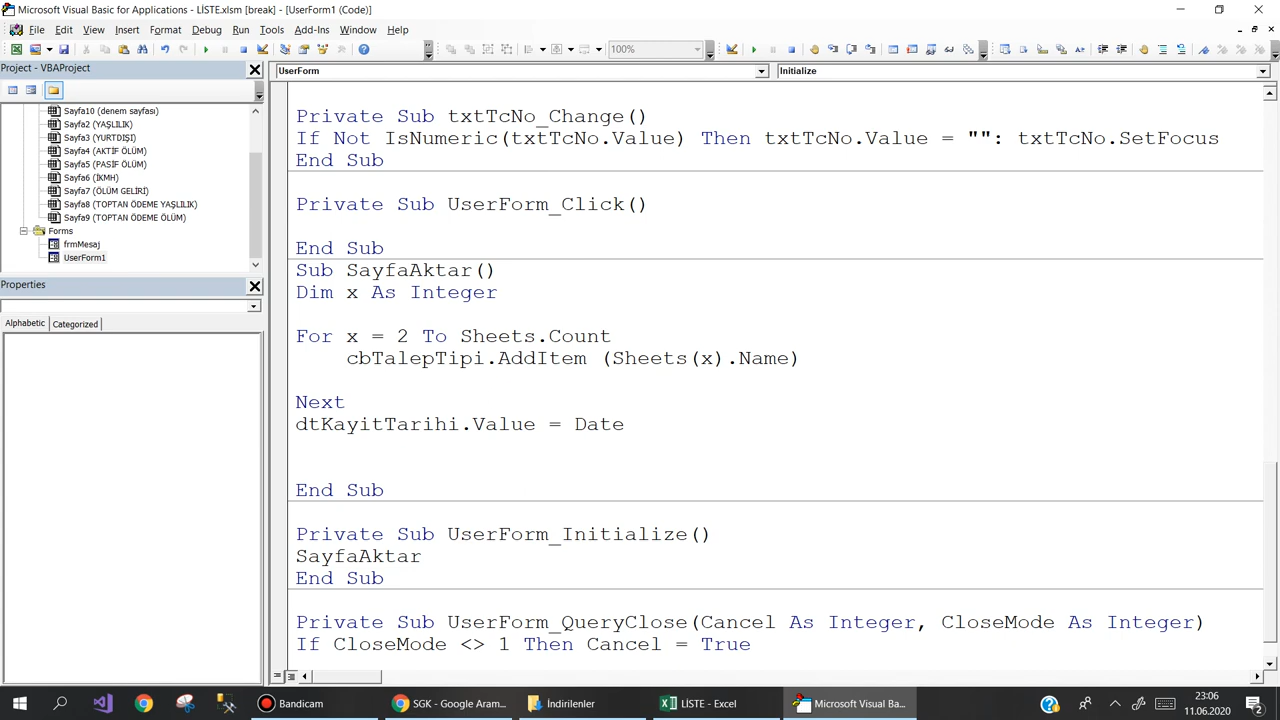 Microsoft Visual Basic for Applications - LİSTE.xlsm [break] - [UserForm1 (Code)]
File Edit View Insert Format Debug Run Tools Add-Ins Window Help
100%
Project - VBAProject
UserForm
Initialize
Sayfa10 (denem sayfası)
Sayfa2 (YAŞLILIK)
Sayfa3 (YURTDIŞI)
Sayfa4 (AKTİF ÖLÜM)
Sayfa5 (PASİF ÖLÜM)
Sayfa6 (İKMH)
Sayfa7 (ÖLÜM GELİRİ)
Sayfa8 (TOPTAN ÖDEME YAŞLILIK)
Sayfa9 (TOPTAN ÖDEME ÖLÜM)
Forms
frmMesaj
UserForm1
Properties
Alphabetic Categorized
Private Sub txtTcNo_Change()
If Not IsNumeric(txtTcNo.Value) Then txtTcNo.Value = "": txtTcNo.SetFocus
End Sub
Private Sub UserForm_Click()
End Sub
Sub SayfaAktar()
Dim x As Integer
For x = 2 To Sheets.Count
cbTalepTipi.AddItem (Sheets(x).Name)
Next
dtKayitTarihi.Value = Date
End Sub
Private Sub UserForm_Initialize()
SayfaAktar
End Sub
Private Sub UserForm_QueryClose(Cancel As Integer, CloseMode As Integer)
If CloseMode <> 1 Then Cancel = True
Bandicam
SGK - Google Aram...
İndirilenler
LİSTE - Excel
Microsoft Visual Ba...
23:06
11.06.2020
2